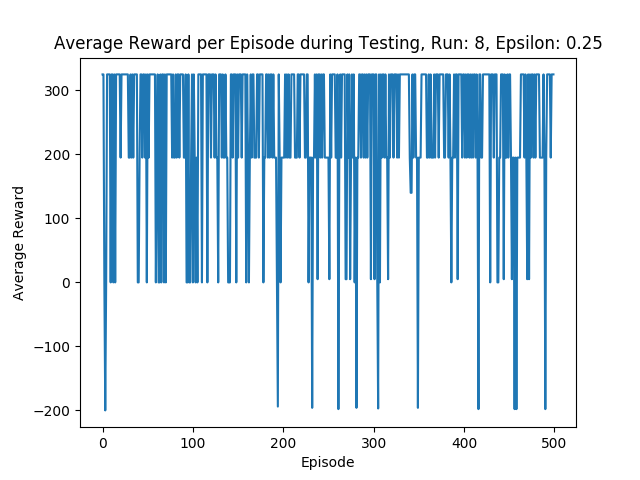 Average Reward per Episode during Testing, Run: 8, Epsilon: 0.25
300
200
100
0
−100
−200
Average Reward
0 100 200 300 400 500
Episode